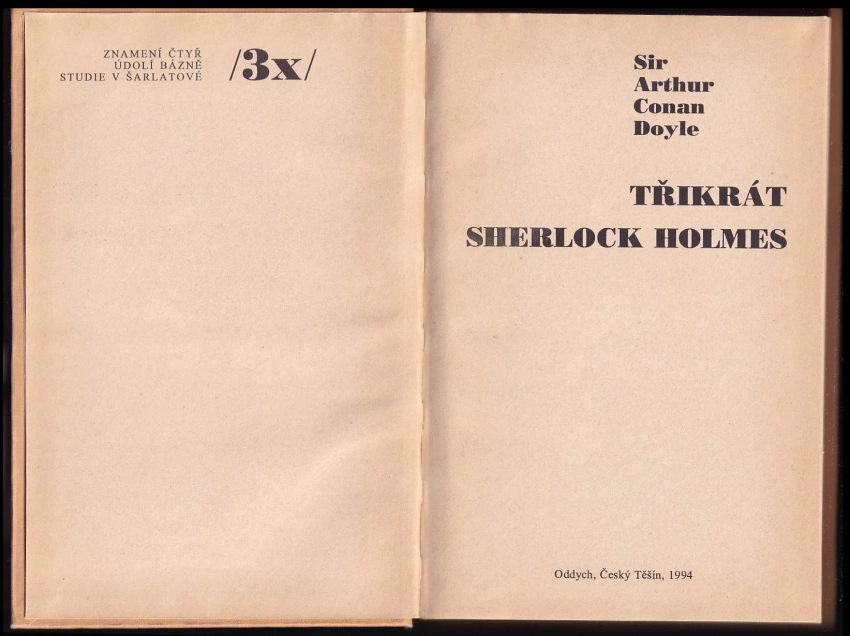 ZNAMENÍ ČTYŘ
ÚDOLÍ BÁZNĚ
STUDIE V ŠARLATOVÉ
/3x/
Sir
Arthur
Conan
Doyle
TŘIKRÁT
SHERLOCK HOLMES
Oddych, Český Těšín, 1994